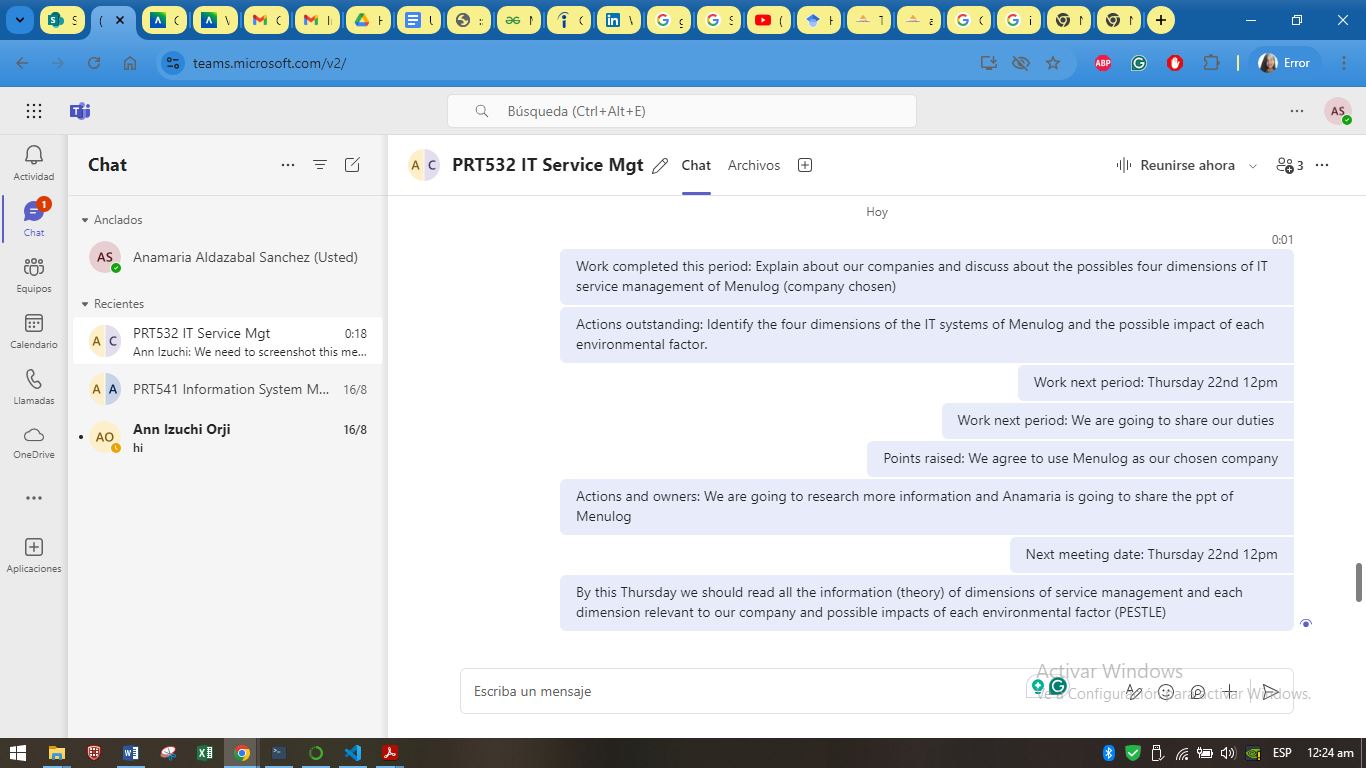 S
(
C
V
C
I
H
U
:
N
C
V
g
S
(
H
T
a
C
i
N
N
teams.microsoft.com/v2/
ABP
Error
Búsqueda (Ctrl+Alt+E)
AS
Actividad
1
Chat
Equipos
Calendario
Llamadas
OneDrive
Aplicaciones
Chat
Anclados
AS
Anamaria Aldazabal Sanchez (Usted)
Recientes
A C
PRT532 IT Service Mgt 0:18
Ann Izuchi: We need to screenshot this me...
A A
PRT541 Information System M... 16/8
AO
Ann Izuchi Orji 16/8
hi
A C
PRT532 IT Service Mgt
Chat
Archivos
Reunirse ahora
3
Hoy
0:01
Work completed this period: Explain about our companies and discuss about the possibles four dimensions of IT
service management of Menulog (company chosen)
Actions outstanding: Identify the four dimensions of the IT systems of Menulog and the possible impact of each
environmental factor.
Work next period: Thursday 22nd 12pm
Work next period: We are going to share our duties
Points raised: We agree to use Menulog as our chosen company
Actions and owners: We are going to research more information and Anamaria is going to share the ppt of
Menulog
Next meeting date: Thursday 22nd 12pm
By this Thursday we should read all the information (theory) of dimensions of service management and each
dimension relevant to our company and possible impacts of each environmental factor (PESTLE)
Escriba un mensaje
Activar Windows
Ve a Configuración para activar Windows.
ESP
12:24 am